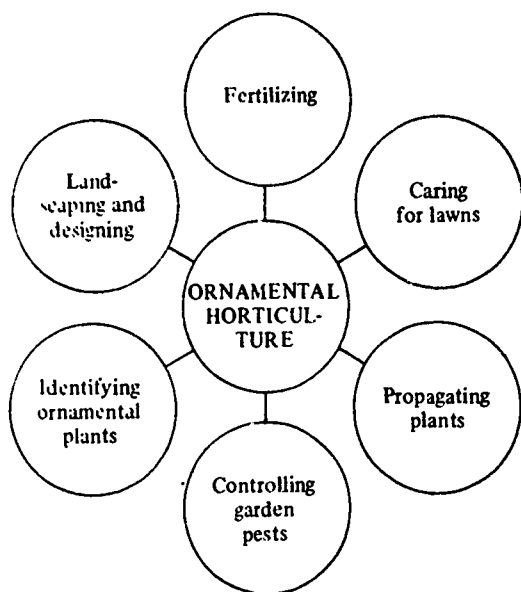 Fertilizing
Caring
for lawns
Propagating
plants
Controlling
garden
pests
Identifying
ornamental
plants
Land-
scaping and
designing
ORNAMENTAL
HORTICUL-
TURE